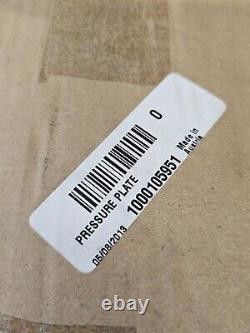 0
PRESSURE PLATE
1000105951
Made in
Austria
05/08/2013